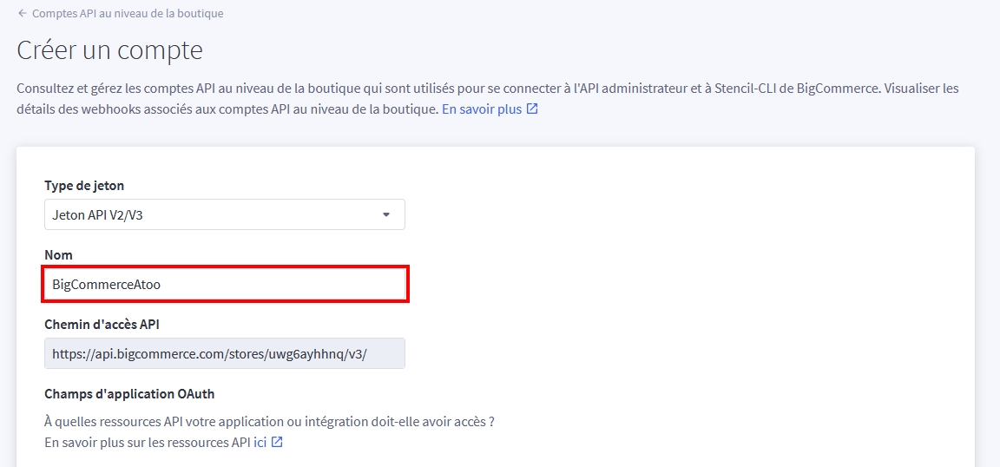 ← Comptes API au niveau de la boutique
Créer un compte
Consultez et gérez les comptes API au niveau de la boutique qui sont utilisés pour se connecter à l'API administrateur et à Stencil-CLI de BigCommerce. Visualiser les
détails des webhooks associés aux comptes API au niveau de la boutique. En savoir plus
Type de jeton
Jeton API V2/V3
Nom
BigCommerceAtoo
Chemin d'accès API
https://api.bigcommerce.com/stores/uwg6ayhhnq/v3/
Champs d'application OAuth
À quelles ressources API votre application ou intégration doit-elle avoir accès ?
En savoir plus sur les ressources API ici